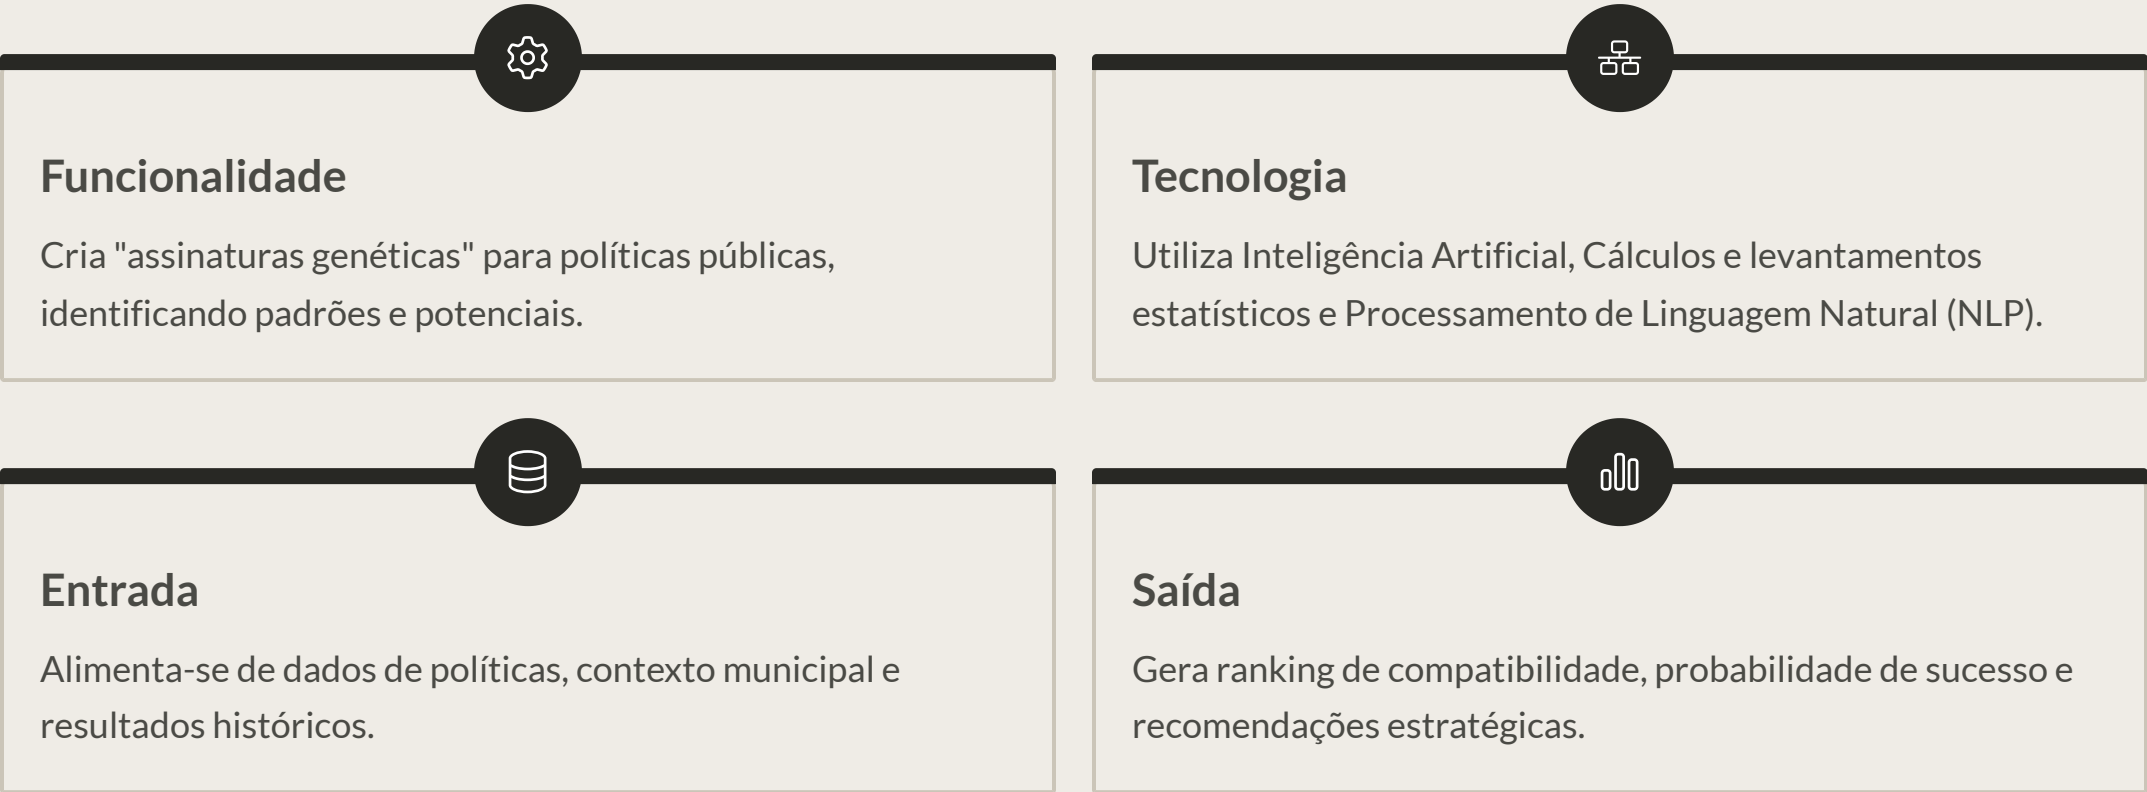 Funcionalidade
Cria "assinaturas genéticas" para políticas públicas,
identificando padrões e potenciais.
Tecnologia
Utiliza Inteligência Artificial, Cálculos e levantamentos
estatísticos e Processamento de Linguagem Natural (NLP).
Entrada
Alimenta-se de dados de políticas, contexto municipal e
resultados históricos.
Saída
Gera ranking de compatibilidade, probabilidade de sucesso e
recomendações estratégicas.